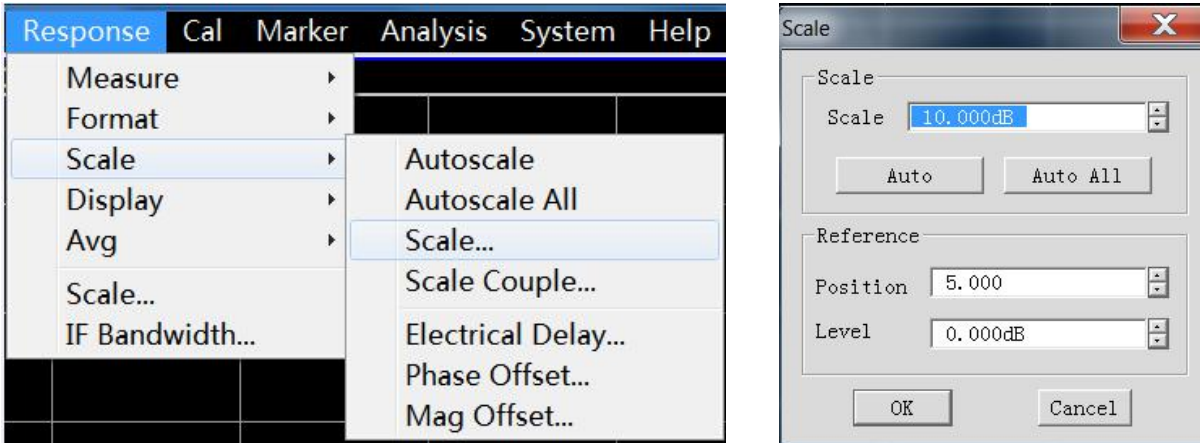 Response Cal Marker Analysis System Help
Measure
Format
Scale
Display
Avg
Scale...
IF Bandwidth...
Autoscale
Autoscale All
Scale...
Scale Couple...
Electrical Delay...
Phase Offset...
Mag Offset...
Scale
Scale
Scale 10.000dB
Auto Auto All
Reference
Position 5.000
Level 0.000dB
OK Cancel